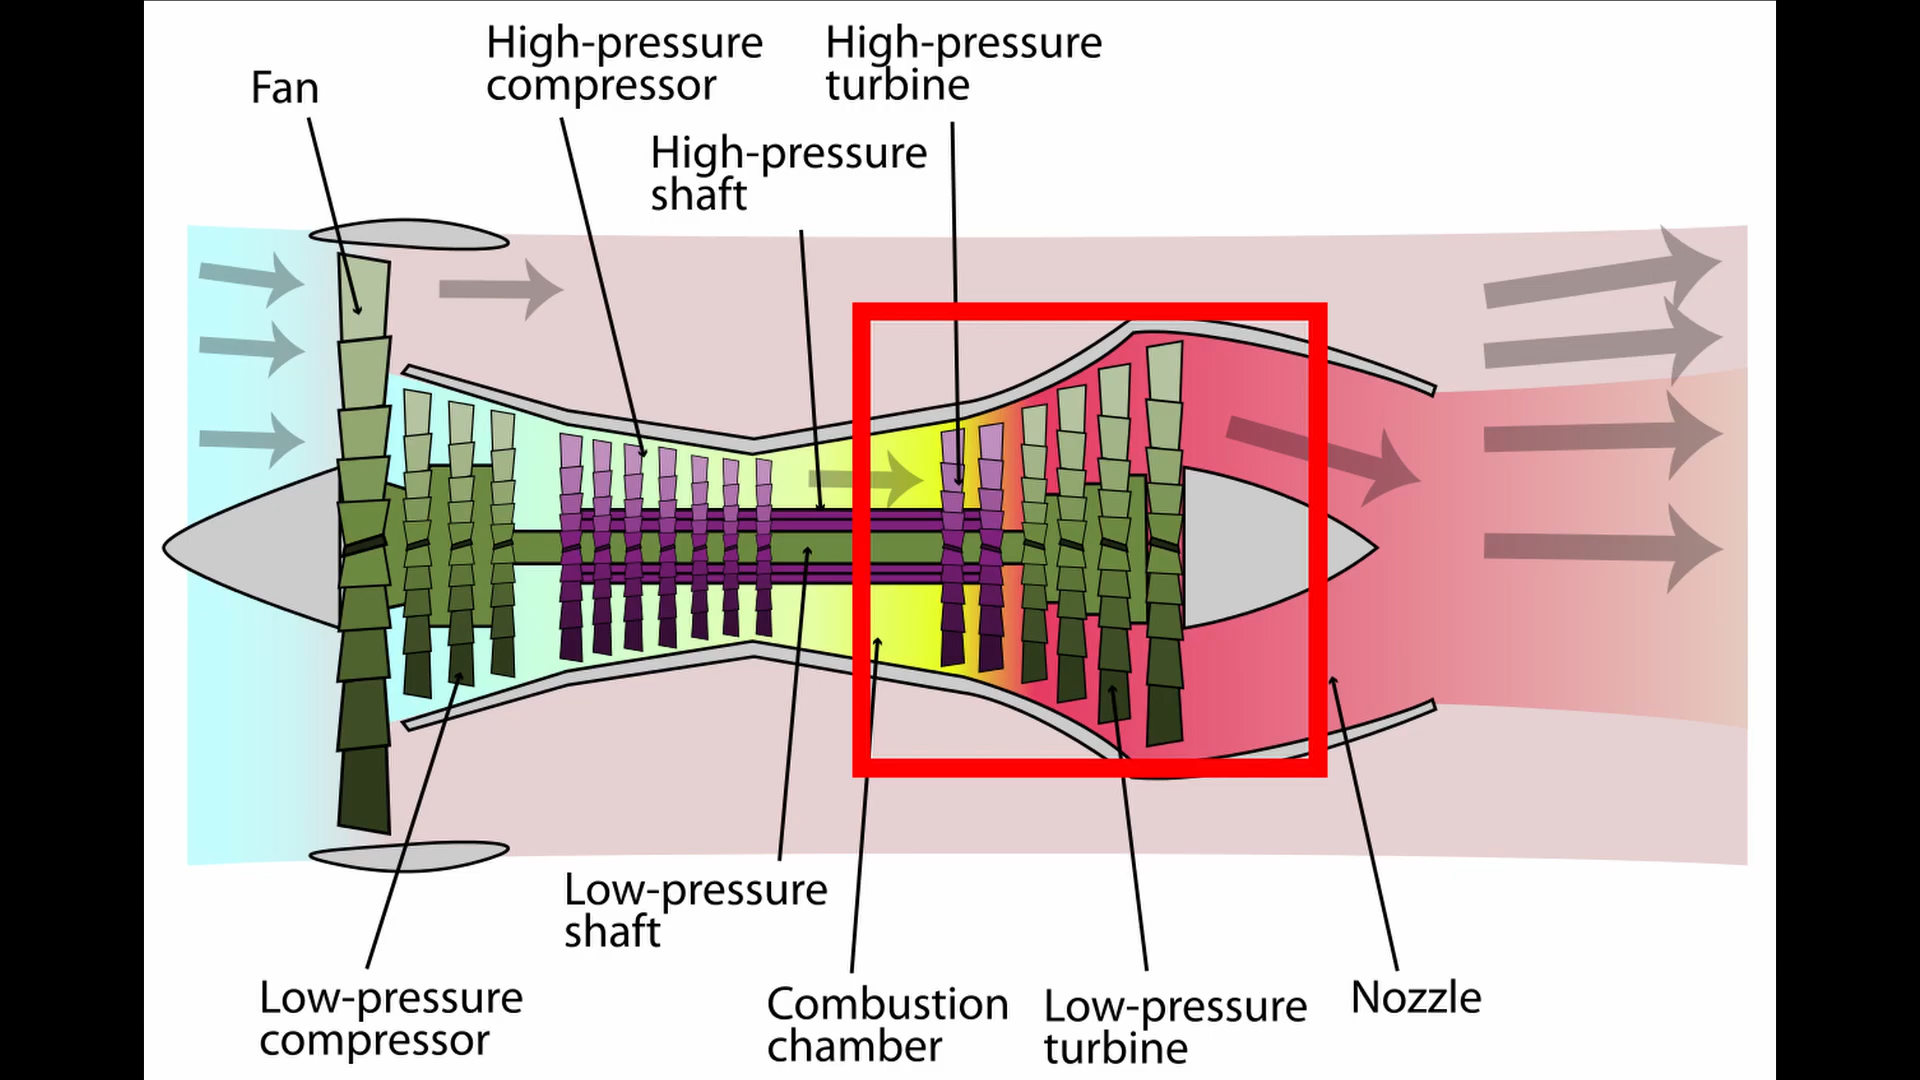 Fan
High-pressure
compressor
High-pressure
turbine
High-pressure
shaft
Low-pressure
shaft
Low-pressure
compressor
Combustion
chamber
Low-pressure
turbine
Nozzle